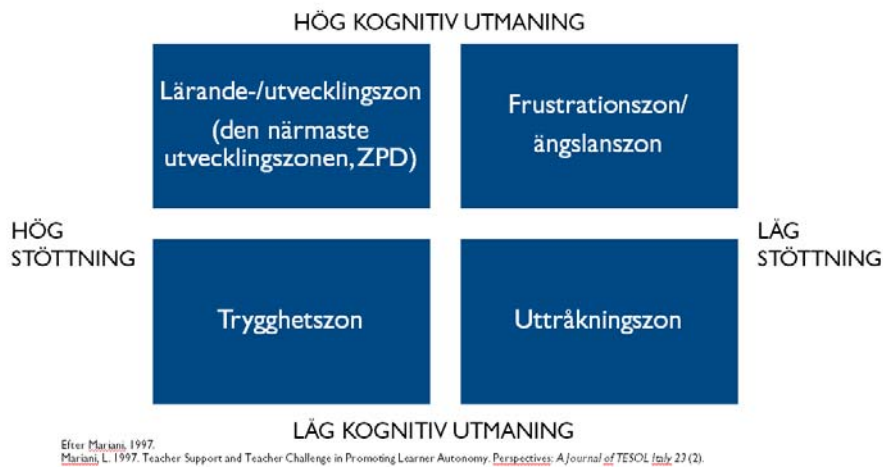 HÖG KOGNITIV UTMANING
Lärande-/utvecklingszon
(den närmaste
utvecklingszonen, ZPD)
Frustrationszon/
ängslanszon
HÖG
STÖTTNING
LÅG
STÖTTNING
Trygghetszon
Uttråkningszon
LÅG KOGNITIV UTMANING
Efter Mariani, 1997.
Mariani, L. 1997. Teacher Support and Teacher Challenge in Promoting Learner Autonomy. Perspectives: A Journal of TESOL Italy 23 (2).